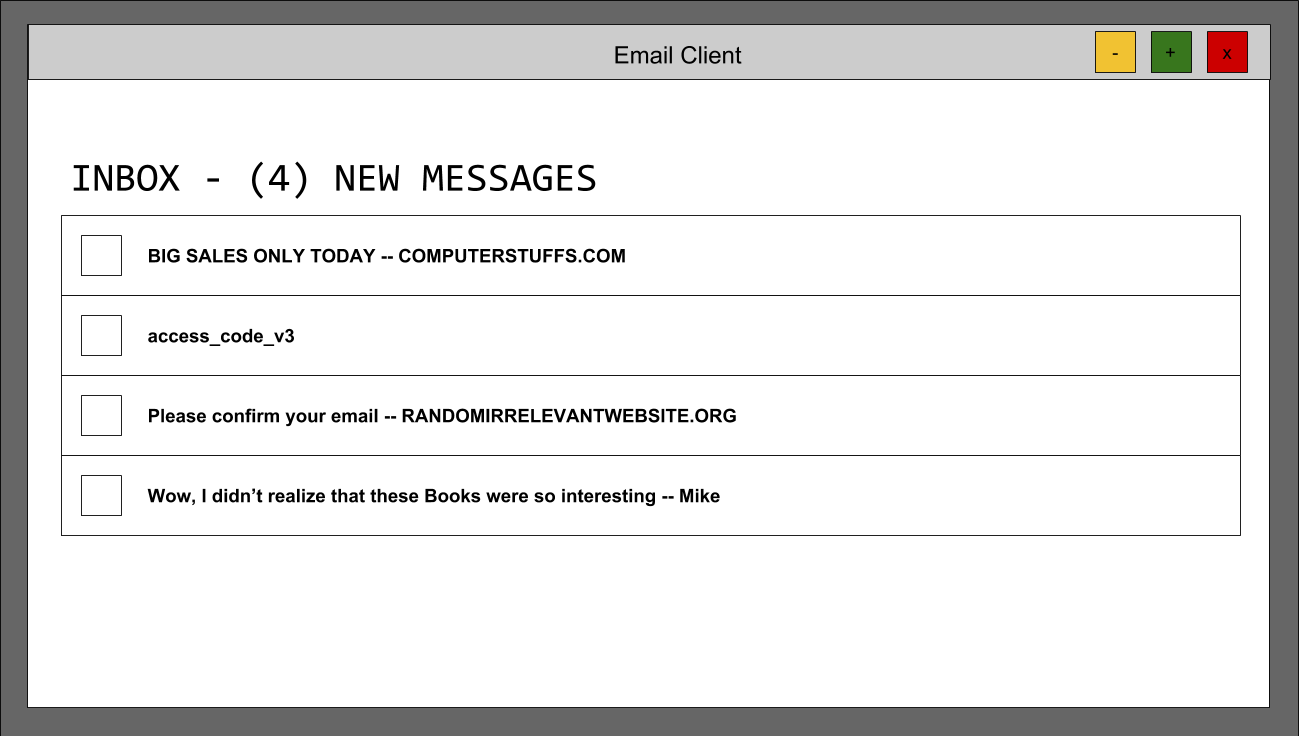 Email Client
-
+
x
INBOX - (4) NEW MESSAGES
BIG SALES ONLY TODAY -- COMPUTERSTUFFS.COM
access_code_v3
Please confirm your email -- RANDOMIRRELEVANTWEBSITE.ORG
Wow, I didn’t realize that these Books were so interesting -- Mike